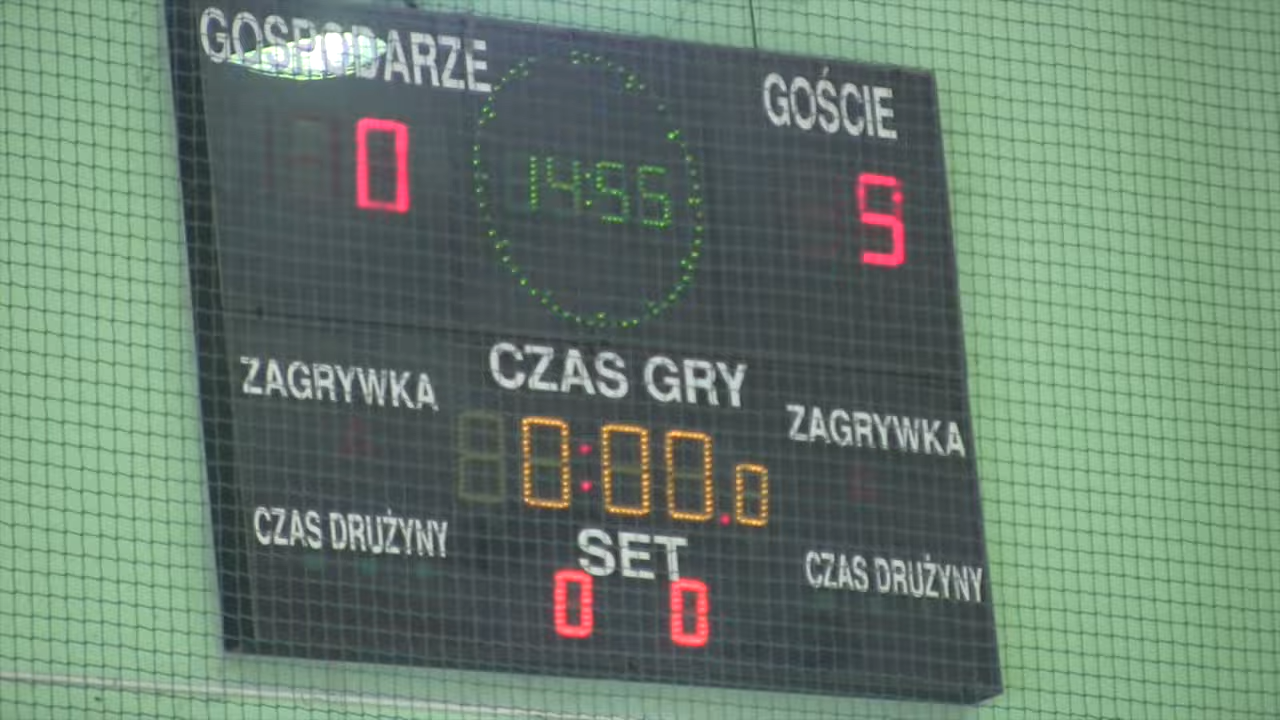 GOSPODARZE GOŚCIE
0 14:56 5
CZAS GRY
ZAGRYWKA ZAGRYWKA
0:00.0
CZAS DRUŻYNY SET CZAS DRUŻYNY
0 0